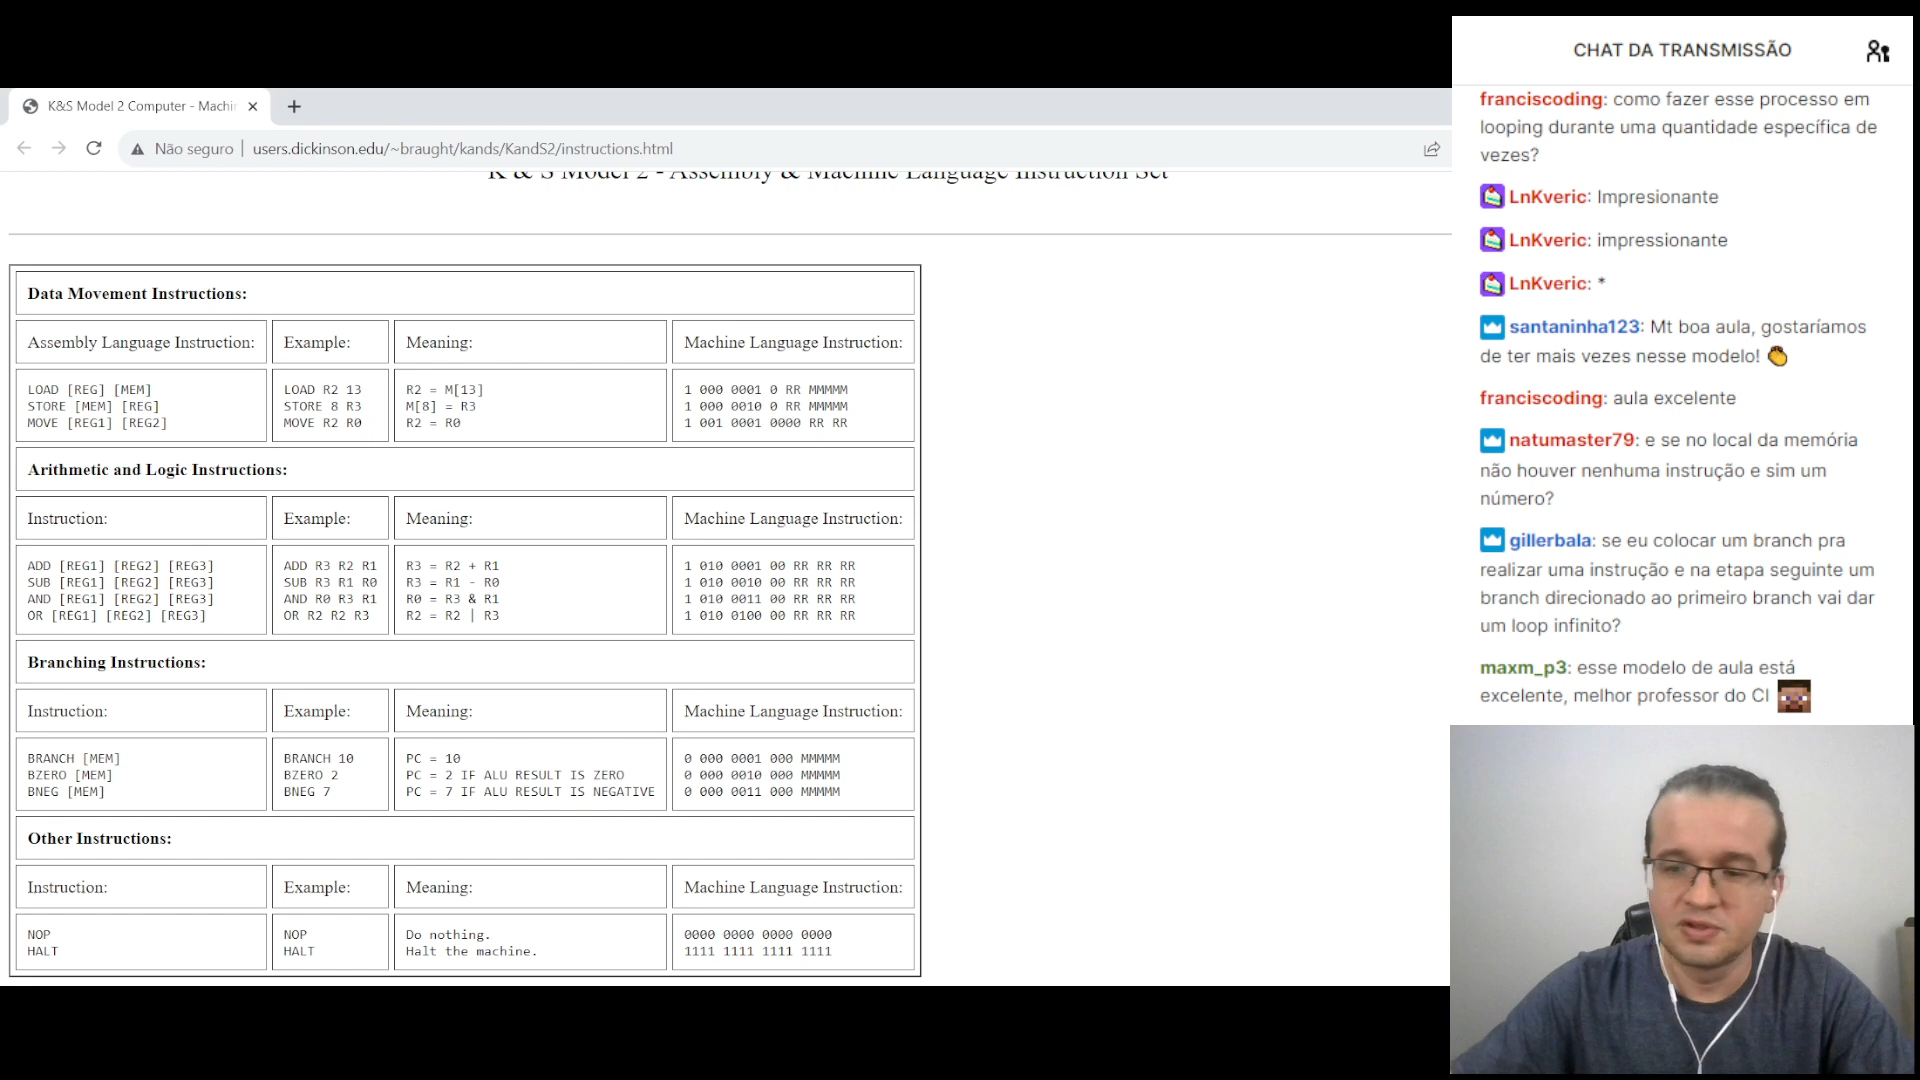 K&S Model 2 Computer - Machin
Não seguro | users.dickinson.edu/~braught/kands/KandS2/instructions.html
K & S Model 2 - Assembly & Machine Language Instruction Set
Data Movement Instructions:
Assembly Language Instruction: Example: Meaning: Machine Language Instruction:
LOAD [REG] [MEM] LOAD R2 13 R2 = M[13] 1 000 0001 0 RR MMMMM
STORE [MEM] [REG] STORE 8 R3 M[8] = R3 1 000 0010 0 RR MMMMM
MOVE [REG1] [REG2] MOVE R2 R0 R2 = R0 1 001 0001 0000 RR RR
Arithmetic and Logic Instructions:
Instruction: Example: Meaning: Machine Language Instruction:
ADD [REG1] [REG2] [REG3] ADD R3 R2 R1 R3 = R2 + R1 1 010 0001 00 RR RR RR
SUB [REG1] [REG2] [REG3] SUB R3 R1 R0 R3 = R1 - R0 1 010 0010 00 RR RR RR
AND [REG1] [REG2] [REG3] AND R0 R3 R1 R0 = R3 & R1 1 010 0011 00 RR RR RR
OR [REG1] [REG2] [REG3] OR R2 R2 R3 R2 = R2 | R3 1 010 0100 00 RR RR RR
Branching Instructions:
Instruction: Example: Meaning: Machine Language Instruction:
BRANCH [MEM] BRANCH 10 PC = 10 0 000 0001 000 MMMMM
BZERO [MEM] BZERO 2 PC = 2 IF ALU RESULT IS ZERO 0 000 0010 000 MMMMM
BNEG [MEM] BNEG 7 PC = 7 IF ALU RESULT IS NEGATIVE 0 000 0011 000 MMMMM
Other Instructions:
Instruction: Example: Meaning: Machine Language Instruction:
NOP NOP Do nothing. 0000 0000 0000 0000
HALT HALT Halt the machine. 1111 1111 1111 1111
CHAT DA TRANSMISSÃO
franciscoding: como fazer esse processo em
looping durante uma quantidade específica de
vezes?
LnKveric: Impresionante
LnKveric: impressionante
LnKveric: *
santaninha123: Mt boa aula, gostaríamos
de ter mais vezes nesse modelo! 👏
franciscoding: aula excelente
natumaster79: e se no local da memória
não houver nenhuma instrução e sim um
número?
gillerbala: se eu colocar um branch pra
realizar uma instrução e na etapa seguinte um
branch direcionado ao primeiro branch vai dar
um loop infinito?
maxm_p3: esse modelo de aula está
excelente, melhor professor do CI